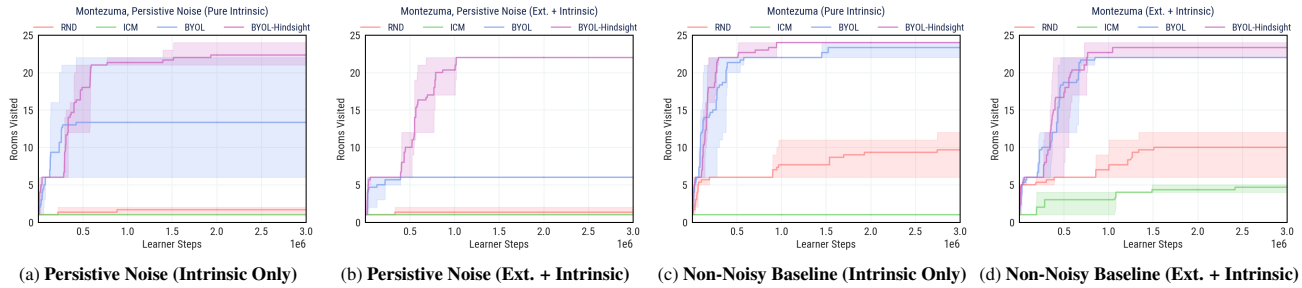 Montezuma, Persistive Noise (Pure Intrinsic)
RND ICM BYOL BYOL-Hindsight
25
20
15
10
5
0
Rooms Visited
0.5 1.0 1.5 2.0 2.5 3.0
1e6
Learner Steps
(a) Persistive Noise (Intrinsic Only)
Montezuma, Persistive Noise (Ext. + Intrinsic)
RND ICM BYOL BYOL-Hindsight
25
20
15
10
5
0
Rooms Visited
0.5 1.0 1.5 2.0 2.5 3.0
1e6
Learner Steps
(b) Persistive Noise (Ext. + Intrinsic)
Montezuma (Pure Intrinsic)
RND ICM BYOL BYOL-Hindsight
25
20
15
10
5
0
Rooms Visited
0.5 1.0 1.5 2.0 2.5 3.0
1e6
Learner Steps
(c) Non-Noisy Baseline (Intrinsic Only)
Montezuma (Ext. + Intrinsic)
RND ICM BYOL BYOL-Hindsight
25
20
15
10
5
0
Rooms Visited
0.5 1.0 1.5 2.0 2.5 3.0
1e6
Learner Steps
(d) Non-Noisy Baseline (Ext. + Intrinsic)